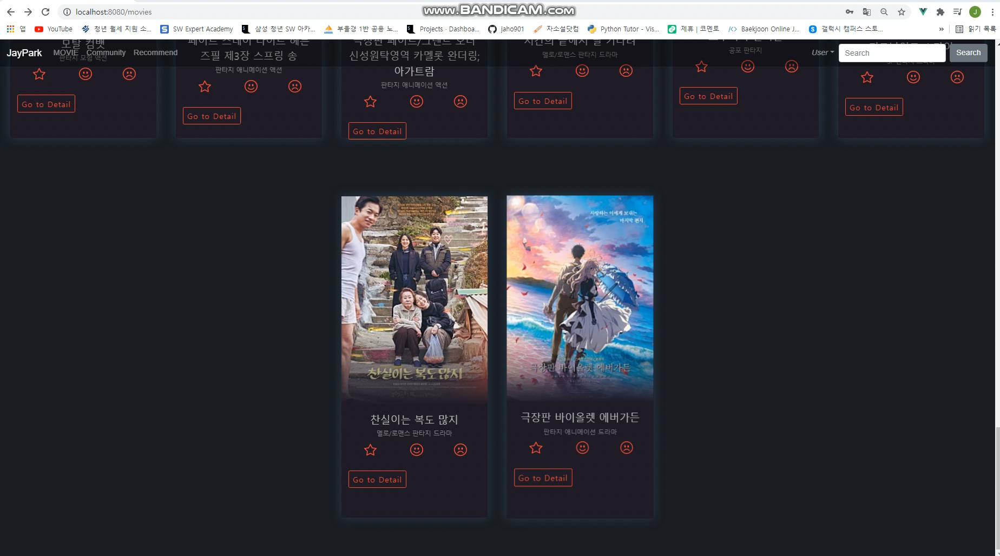 localhost:8080/movies
www.BANDICAM.com
J
앱
YouTube
청년 월세 지원 소...
SW Expert Academy
삼성 청년 SW 아카...
부울경 1반 공용 노...
Projects · Dashboa...
jaho901
자소설닷컴
Python Tutor - Vis...
제휴 | 코멘토
Baekjoon Online J...
갤럭시 캠퍼스 스토...
»
읽기 목록
JayPark
MOVIE
Community
Recommend
User
Search
Search
모탈 컴뱃
판타지 모험 액션
Go to Detail
즈필 제3장 스프링 송
판타지 애니메이션 액션
Go to Detail
극장판 페이트/그랜드 오더
신성원탁영역 카멜롯 완더링;
아가트람
판타지 애니메이션 액션
Go to Detail
시간의 끝에서 널 기다려
멜로/로맨스 판타지 드라마
Go to Detail
공포 판타지
Go to Detail
Go to Detail
찬실이는 복도 많지
찬실이는 복도 많지
멜로/로맨스 판타지 드라마
Go to Detail
사랑하는 이에게 보내는
마지막 편지
극장판 바이올렛 에버가든
극장판 바이올렛 에버가든
판타지 애니메이션 드라마
Go to Detail